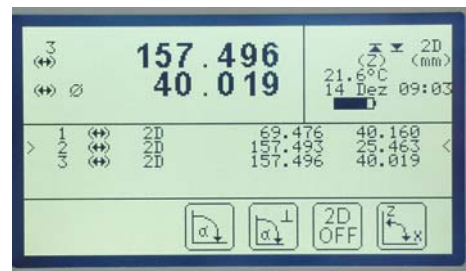 3 157.496
Ø 40.019
2D
(Z) (mm)
21.6°C
14 Dez 09:03
> 1 2D 69.476 40.160 <
2 2D 157.493 25.463
3 2D 157.496 40.019
α α ⊥ 2D OFF Z X